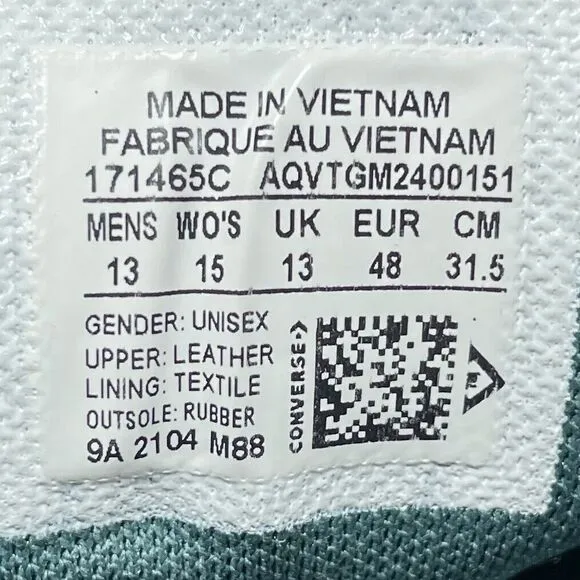 MADE IN VIETNAM
FABRIQUE AU VIETNAM
171465C AQVTGM2400151
MENS WO'S UK EUR CM
13 15 13 48 31.5
GENDER: UNISEX
UPPER: LEATHER
LINING: TEXTILE
OUTSOLE: RUBBER
9A 2104 M88
CONVERSE